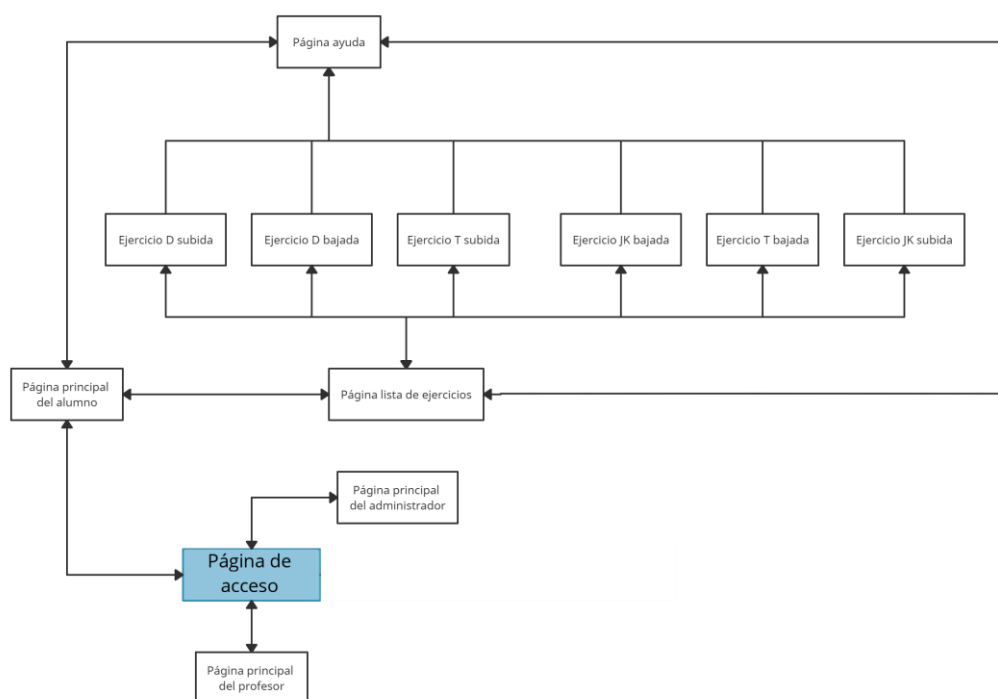 Página ayuda
Ejercicio D subida
Ejercicio D bajada
Ejercicio T subida
Ejercicio JK bajada
Ejercicio T bajada
Ejercicio JK subida
Página principal
del alumno
Página lista de ejercicios
Página principal
del administrador
Página de
acceso
Página principal
del profesor